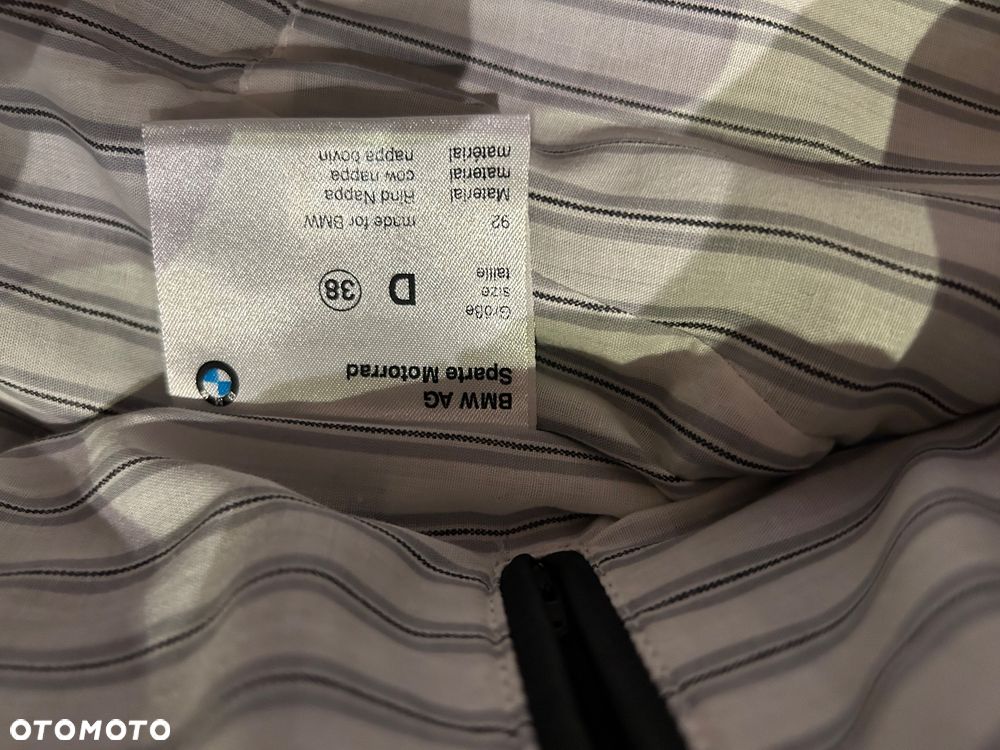 BMW AG
Sparte Motorrad
Größe
size
taille
D 38
92 made for BMW
Material Rind Nappa
material cow nappa
matérial nappa bovin
OTOMOTO